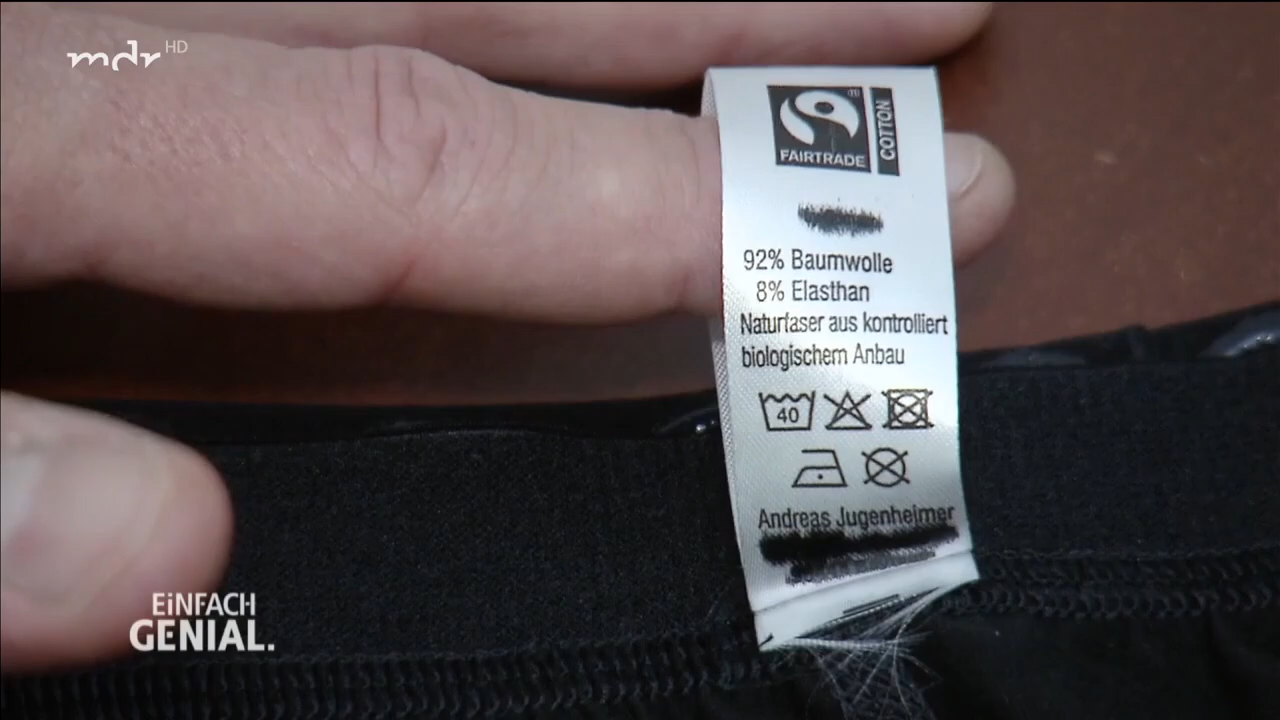 mdr HD
FAIRTRADE
COTTON
92% Baumwolle
8% Elasthan
Naturfaser aus kontrolliert
biologischem Anbau
40
Andreas Jugenheimer
EiNFACH
GENIAL.